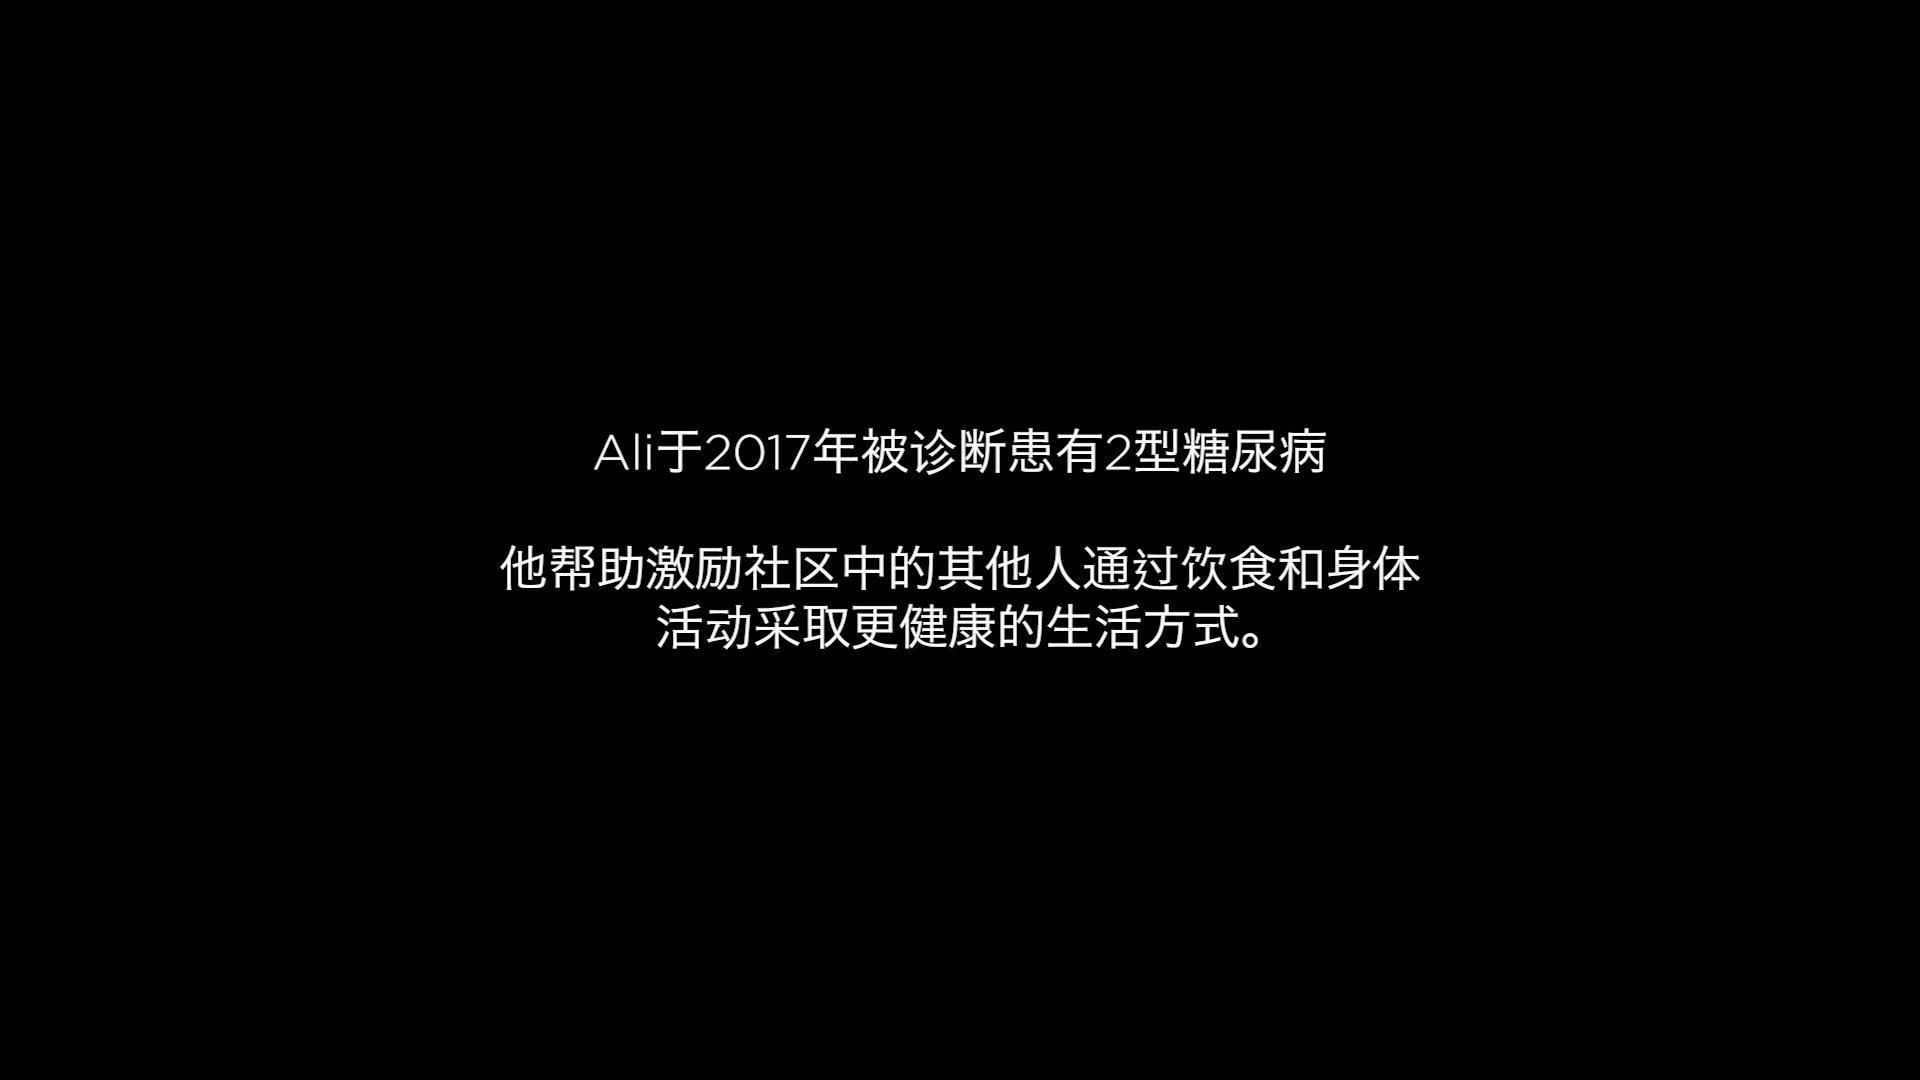 Ali于2017年被诊断患有2型糖尿病
他帮助激励社区中的其他人通过饮食和身体
活动采取更健康的生活方式。